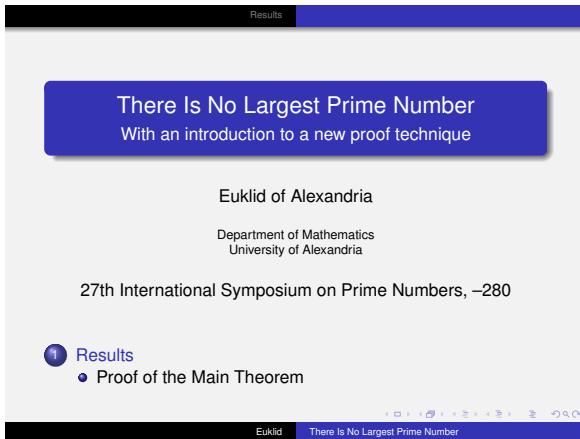 Results
There Is No Largest Prime Number
With an introduction to a new proof technique
Euklid of Alexandria
Department of Mathematics
University of Alexandria
27th International Symposium on Prime Numbers, –280
1 Results
Proof of the Main Theorem
Euklid There Is No Largest Prime Number